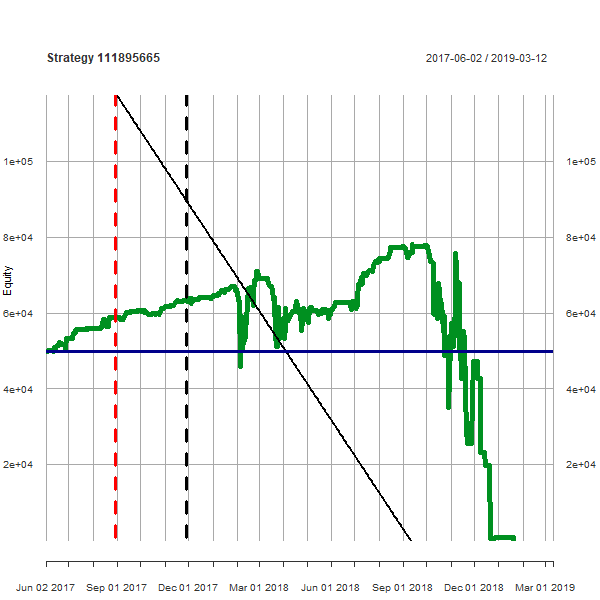 Strategy 111895665 2017-06-02 / 2019-03-12
1e+05 1e+05
8e+04 8e+04
Equity
6e+04 6e+04
4e+04 4e+04
2e+04 2e+04
Jun 02 2017 Sep 01 2017 Dec 01 2017 Mar 01 2018 Jun 01 2018 Sep 01 2018 Dec 01 2018 Mar 01 2019